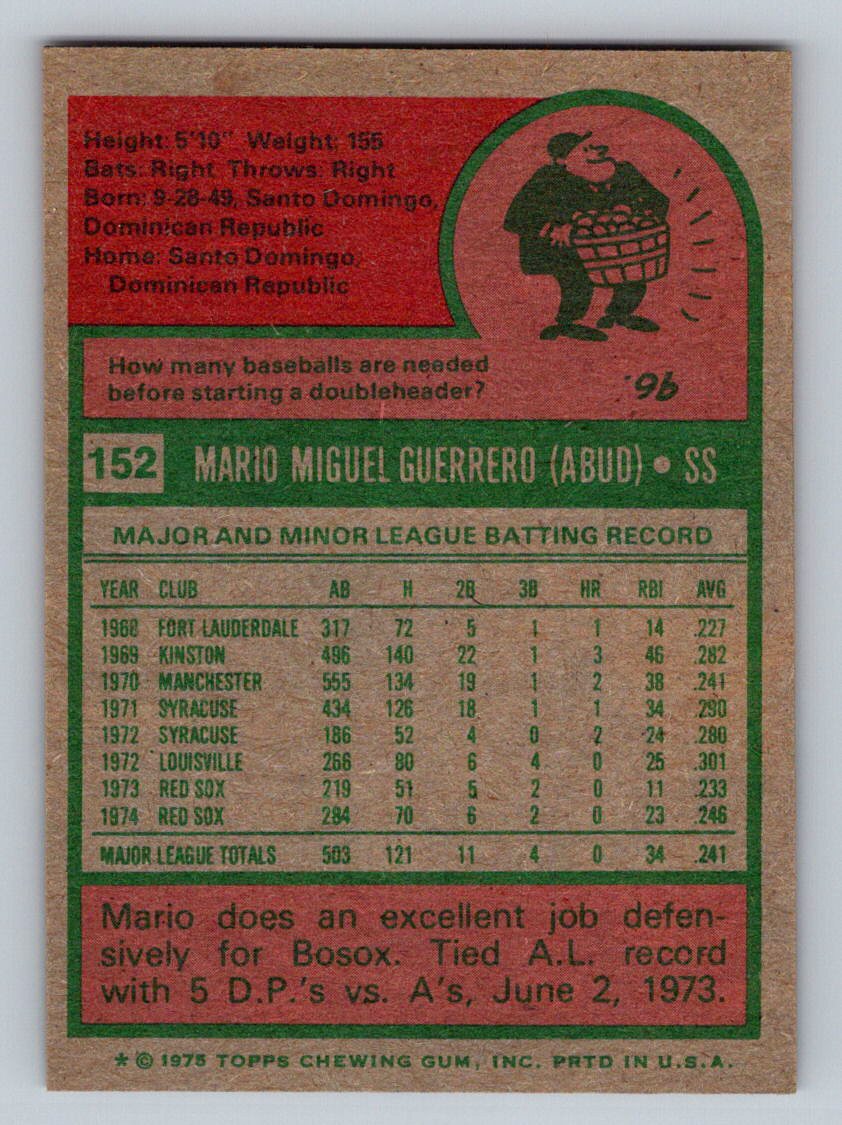 Height: 5'10" Weight: 155
Bats: Right Throws: Right
Born: 9-28-49, Santo Domingo,
Dominican Republic
Home: Santo Domingo,
Dominican Republic
How many baseballs are needed
before starting a doubleheader?
96.
152 MARIO MIGUEL GUERRERO (ABUD) • SS
MAJOR AND MINOR LEAGUE BATTING RECORD
YEAR CLUB AB H 2B 3B HR RBI AVG
1968 FORT LAUDERDALE 317 72 5 1 1 14 .227
1969 KINSTON 496 140 22 1 3 46 .282
1970 MANCHESTER 555 134 19 1 2 38 .241
1971 SYRACUSE 434 126 18 1 1 34 .290
1972 SYRACUSE 186 52 4 0 2 24 .280
1972 LOUISVILLE 266 80 6 4 0 25 .301
1973 RED SOX 219 51 5 2 0 11 .233
1974 RED SOX 284 70 6 2 0 23 .246
MAJOR LEAGUE TOTALS 503 121 11 4 0 34 .241
Mario does an excellent job defen-
sively for Bosox. Tied A.L. record
with 5 D.P.'s vs. A's, June 2, 1973.
* © 1975 TOPPS CHEWING GUM, INC. PRTD IN U.S.A.